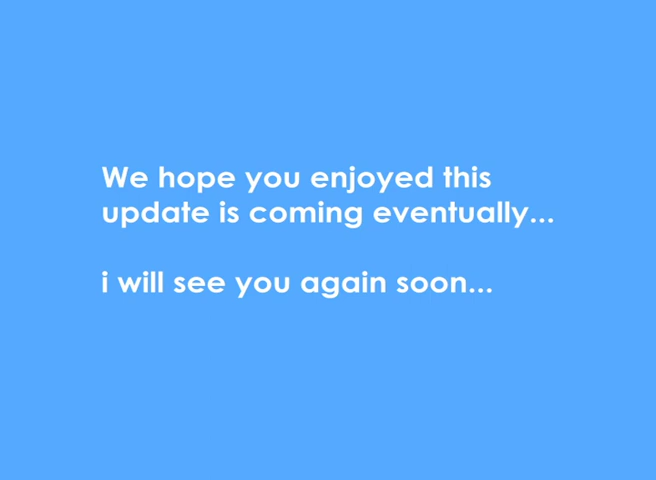 We hope you enjoyed this
update is coming eventually...
i will see you again soon...